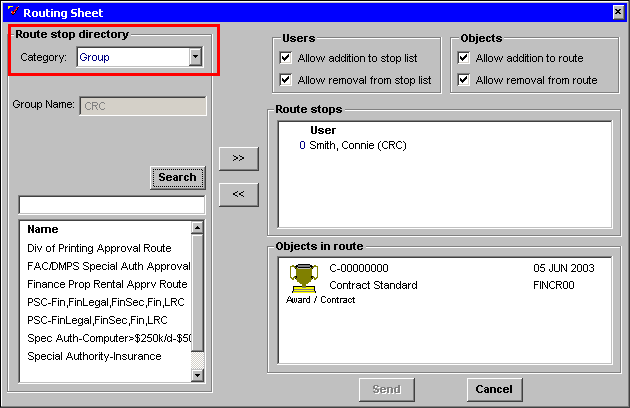 Routing Sheet
Route stop directory
Category: Group
Group Name: CRC
Search
Name
Div of Printing Approval Route
FAC/DMPS Special Auth Approval
Finance Prop Rental Apprv Route
PSC-Fin,FinLegal,FinSec,Fin,LRC
PSC-FinLegal,FinSec,Fin,LRC
Spec Auth-Computer>$250k/d-$50
Special Authority-Insurance
>>
<<
Users
Allow addition to stop list
Allow removal from stop list
Objects
Allow addition to route
Allow removal from route
Route stops
User
0 Smith, Connie (CRC)
Objects in route
C-00000000 05 JUN 2003
Contract Standard FINCR00
Award / Contract
Send Cancel